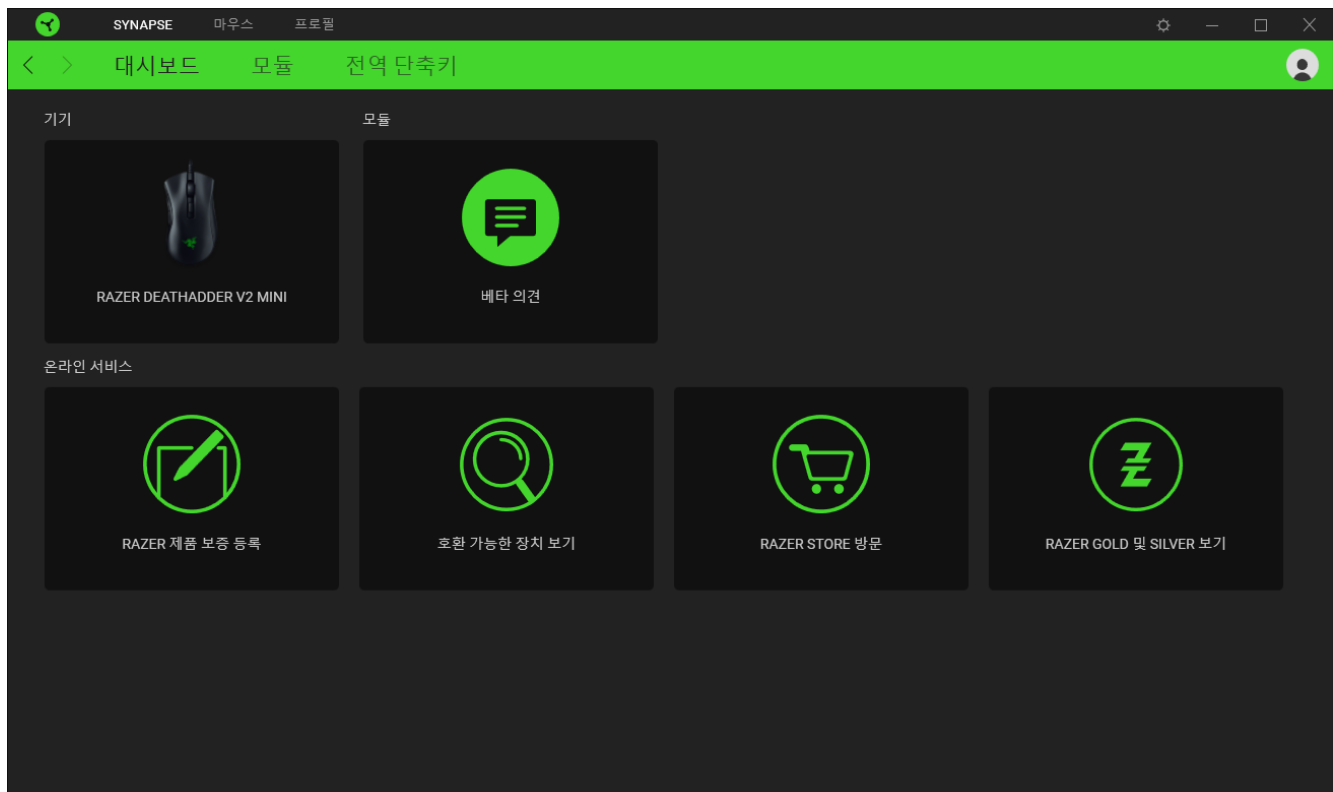 SYNAPSE 마우스 프로필
대시보드 모듈 전역 단축키
기기 모듈
RAZER DEATHADDER V2 MINI 베타 의견
온라인 서비스
RAZER 제품 보증 등록 호환 가능한 장치 보기 RAZER STORE 방문 RAZER GOLD 및 SILVER 보기